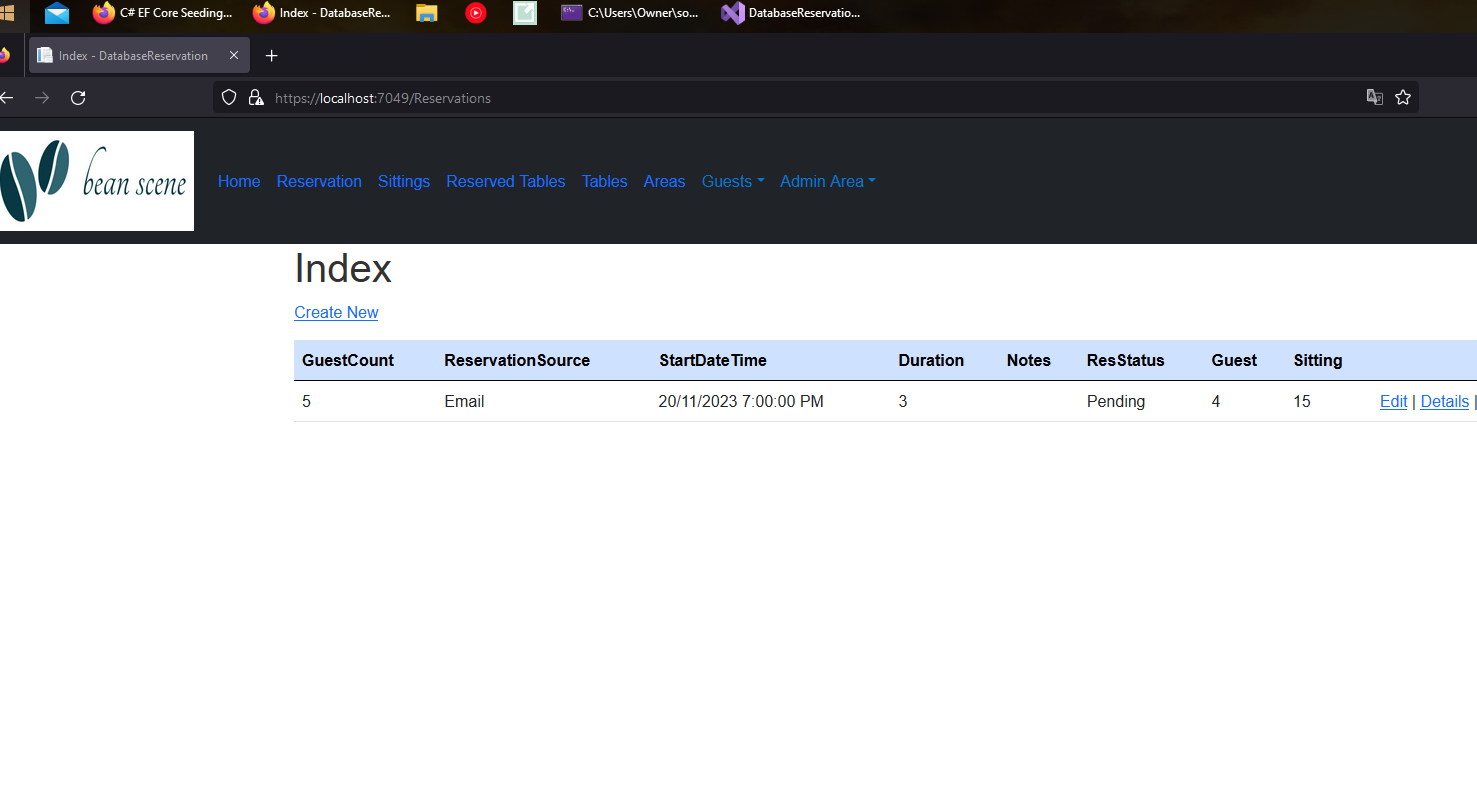 C# EF Core Seeding... Index - DatabaseRe... C:\Users\Owner\so... DatabaseReservatio...
Index - DatabaseReservation
https://localhost:7049/Reservations
bean scene
Home Reservation Sittings Reserved Tables Tables Areas Guests Admin Area
Index
Create New
GuestCount ReservationSource StartDateTime Duration Notes ResStatus Guest Sitting
5 Email 20/11/2023 7:00:00 PM 3 Pending 4 15 Edit | Details |